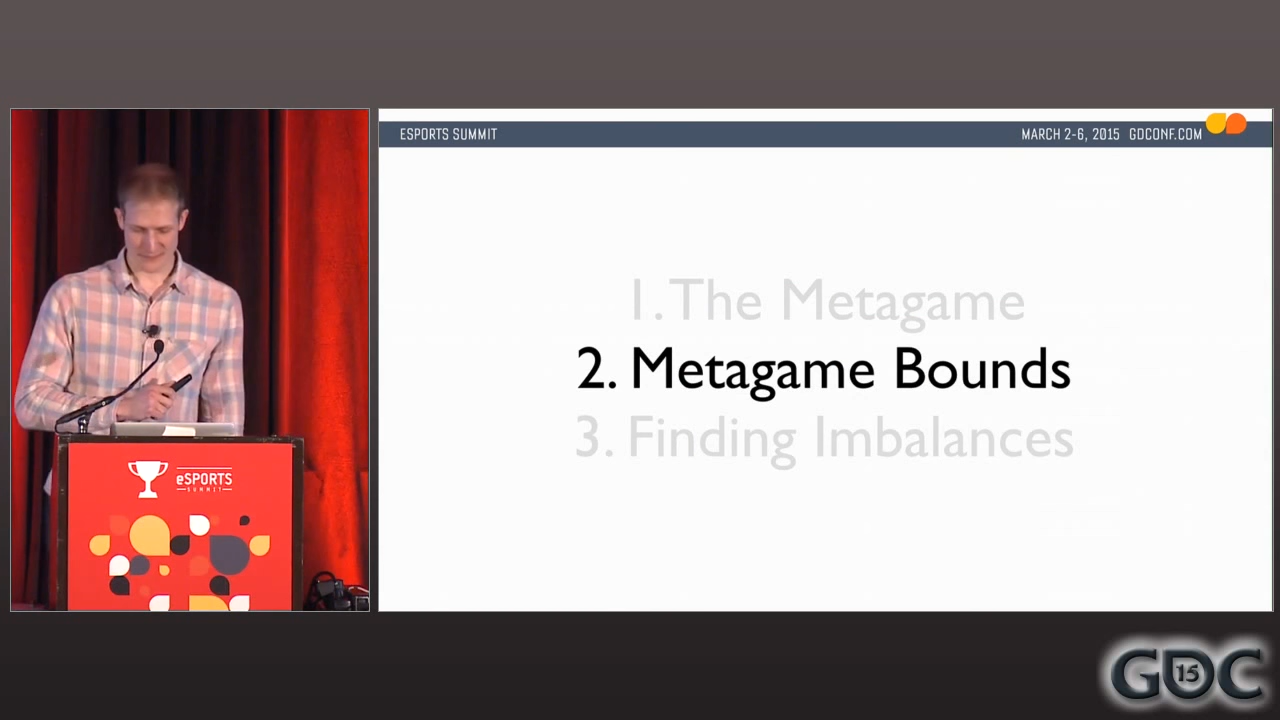 ESPORTS SUMMIT
MARCH 2-6, 2015 GDCONF.COM
1. The Metagame
2. Metagame Bounds
3. Finding Imbalances
eSPORTS
SUMMIT
GDC
15